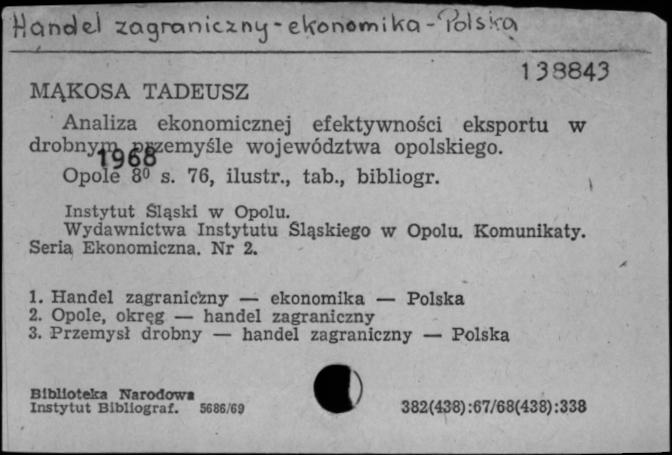 Handel zagraniczny - ekonomika - Polska
138843
MĄKOSA TADEUSZ
Analiza ekonomicznej efektywności eksportu w
drobnym przemyśle województwa opolskiego.
1968
Opole 8⁰ s. 76, ilustr., tab., bibliogr.
Instytut Śląski w Opolu.
Wydawnictwa Instytutu Śląskiego w Opolu. Komunikaty.
Seria Ekonomiczna. Nr 2.
1. Handel zagraniczny — ekonomika — Polska
2. Opole, okręg — handel zagraniczny
3. Przemysł drobny — handel zagraniczny — Polska
Biblioteka Narodowa
Instytut Bibliograf. 5686/69
382(438):67/68(438):338